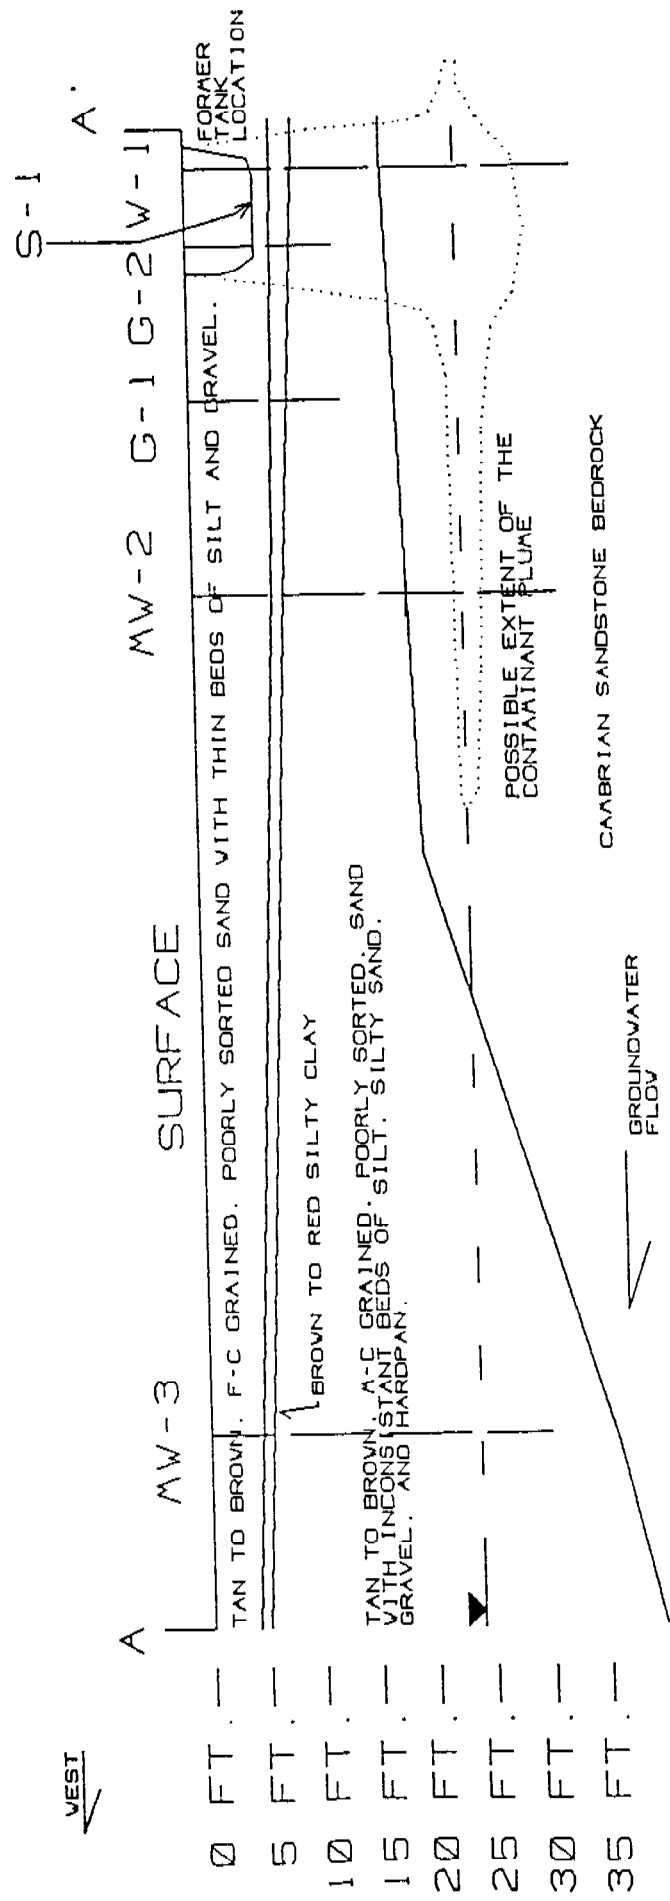 WEST
A
A'
S-1
MW-3
SURFACE
MW-2
G-1
G-2
W-1
FORMER
TANK
LOCATION
0 FT.
5 FT.
10 FT.
15 FT.
20 FT.
25 FT.
30 FT.
35 FT.
TAN TO BROWN. F-C GRAINED. POORLY SORTED SAND WITH THIN BEDS OF SILT AND GRAVEL.
BROWN TO RED SILTY CLAY
TAN TO BROWN. M-C GRAINED. POORLY SORTED. SAND
WITH INCONSISTANT BEDS OF SILT. SILTY SAND.
GRAVEL. AND HARDPAN.
POSSIBLE EXTENT OF THE
CONTAMINANT PLUME
CAMBRIAN SANDSTONE BEDROCK
GROUNDWATER
FLOW